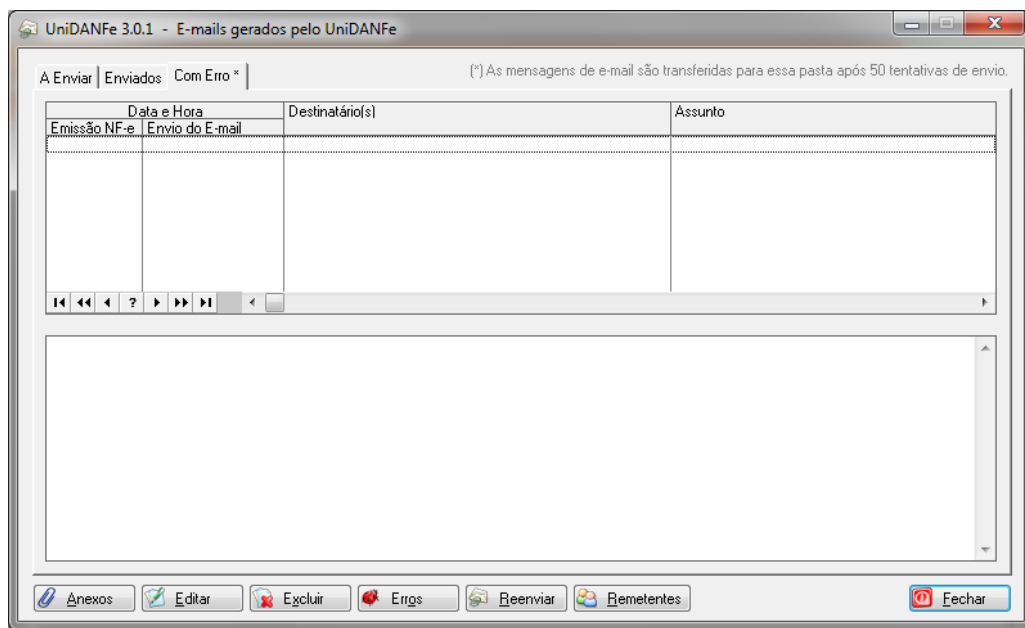 UniDANFe 3.0.1 - E-mails gerados pelo UniDANFe
A Enviar Enviados Com Erro * (*) As mensagens de e-mail são transferidas para essa pasta após 50 tentativas de envio.
Data e Hora Destinatário(s) Assunto
Emissão NF-e Envio do E-mail
?
Anexos Editar Excluir Erros Reenviar Remetentes Fechar